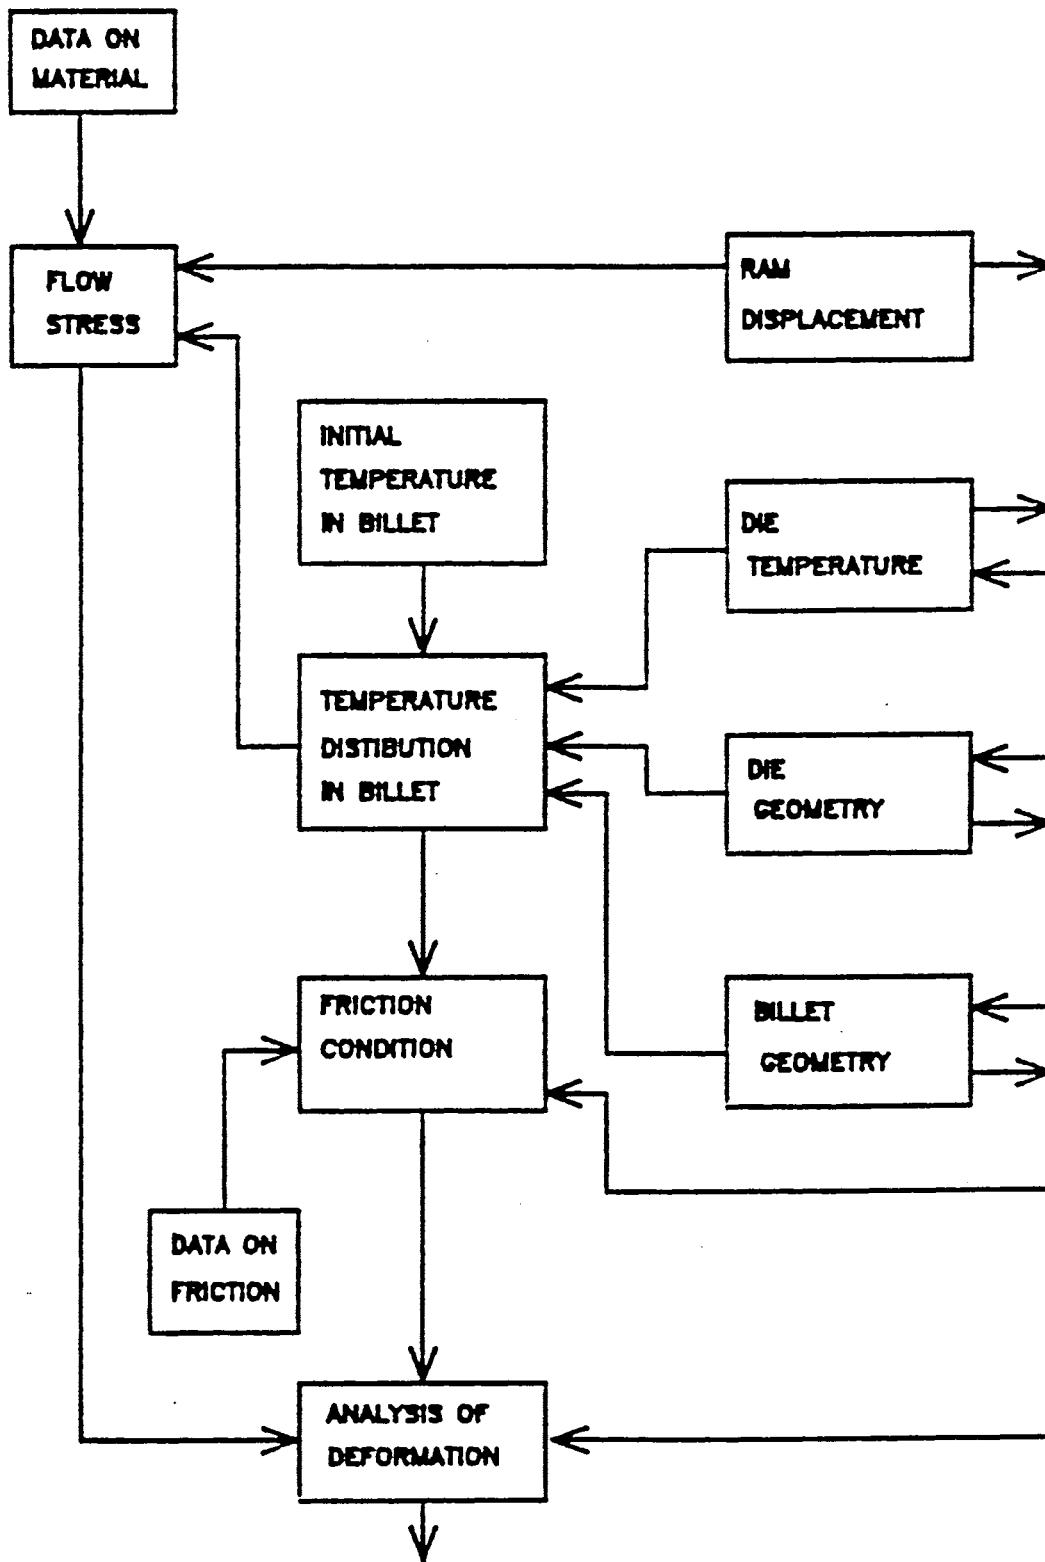 DATA ON
MATERIAL
FLOW
STRESS
RAM
DISPLACEMENT
INITIAL
TEMPERATURE
IN BILLET
DIE
TEMPERATURE
TEMPERATURE
DISTIBUTION
IN BILLET
DIE
GEOMETRY
FRICTION
CONDITION
BILLET
GEOMETRY
DATA ON
FRICTION
ANALYSIS OF
DEFORMATION